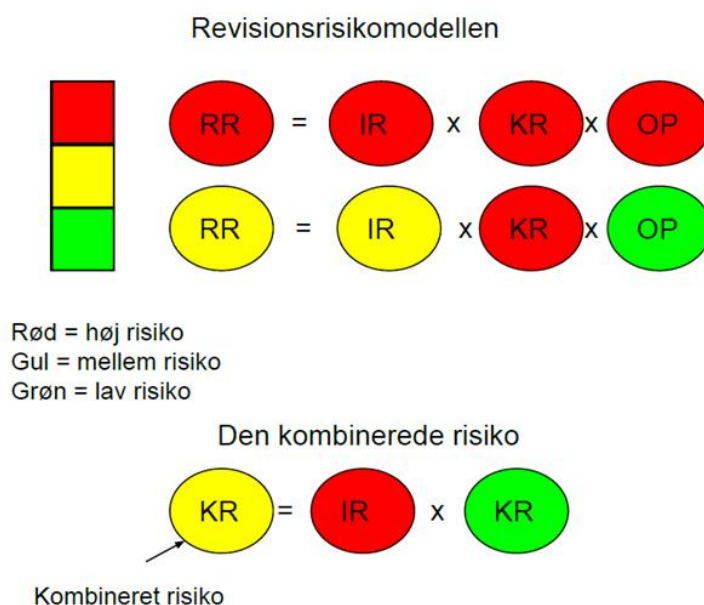 Revisionsrisikomodellen
RR = IR x KR x OP
RR = IR x KR x OP
Rød = høj risiko
Gul = mellem risiko
Grøn = lav risiko
Den kombinerede risiko
KR = IR x KR
Kombineret risiko